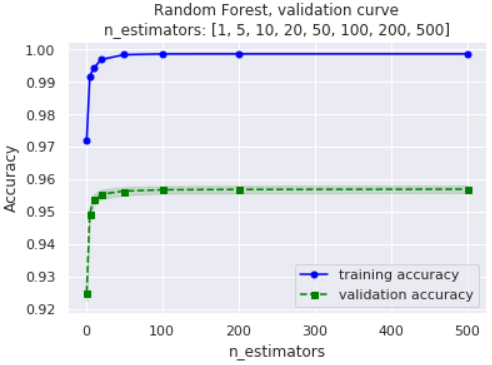 Random Forest, validation curve
n_estimators: [1, 5, 10, 20, 50, 100, 200, 500]
1.00
0.99
0.98
0.97
0.96
0.95
0.94
0.93
0.92
Accuracy
training accuracy
validation accuracy
0 100 200 300 400 500
n_estimators